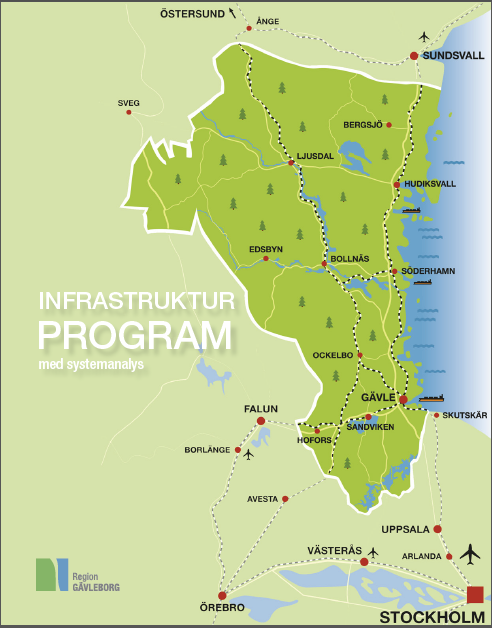 ÖSTERSUND
ÅNGE
SUNDSVALL
SVEG
BERGSJÖ
LJUSDAL
HUDIKSVALL
EDSBYN
BOLLNÄS
SÖDERHAMN
INFRASTRUKTUR
PROGRAM
med systemanalys
OCKELBO
GÄVLE
FALUN
SKUTSKÄR
SANDVIKEN
HOFORS
BORLÄNGE
AVESTA
UPPSALA
VÄSTERÅS
ARLANDA
Region
GÄVLEBORG
ÖREBRO
STOCKHOLM